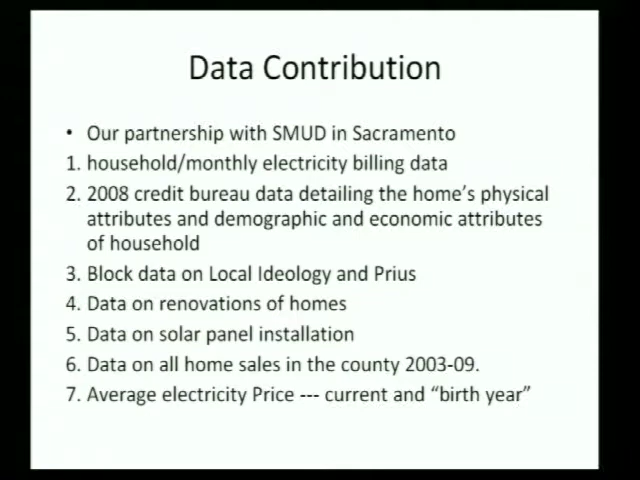 Data Contribution
• Our partnership with SMUD in Sacramento
1. household/monthly electricity billing data
2. 2008 credit bureau data detailing the home's physical
attributes and demographic and economic attributes
of household
3. Block data on Local Ideology and Prius
4. Data on renovations of homes
5. Data on solar panel installation
6. Data on all home sales in the county 2003-09.
7. Average electricity Price --- current and “birth year”